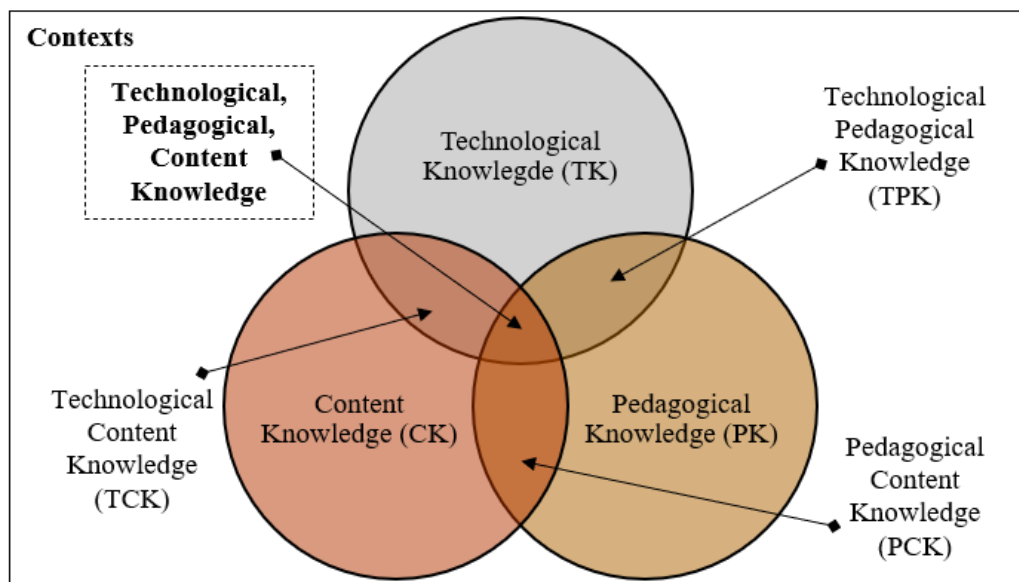 Contexts
Technological,
Pedagogical,
Content
Knowledge
Technological
Knowlegde (TK)
Technological
Pedagogical
Knowledge
(TPK)
Technological
Content
Knowledge
(TCK)
Content
Knowledge (CK)
Pedagogical
Knowledge (PK)
Pedagogical
Content
Knowledge
(PCK)